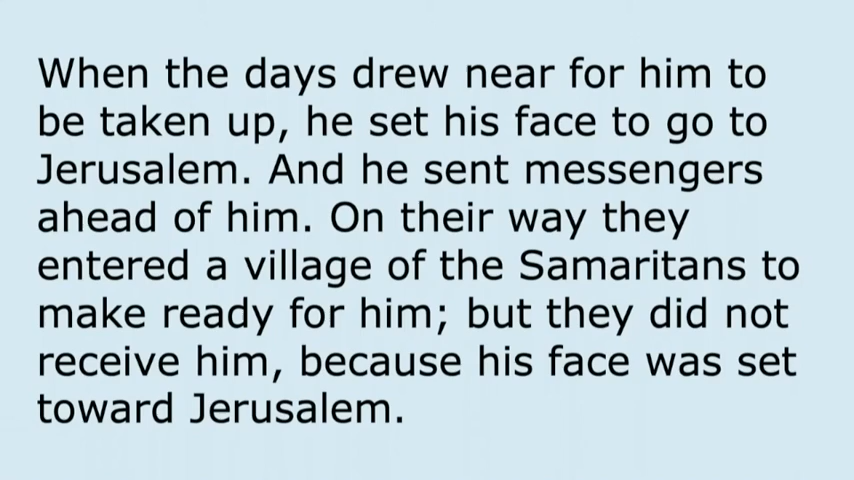 When the days drew near for him to
be taken up, he set his face to go to
Jerusalem. And he sent messengers
ahead of him. On their way they
entered a village of the Samaritans to
make ready for him; but they did not
receive him, because his face was set
toward Jerusalem.